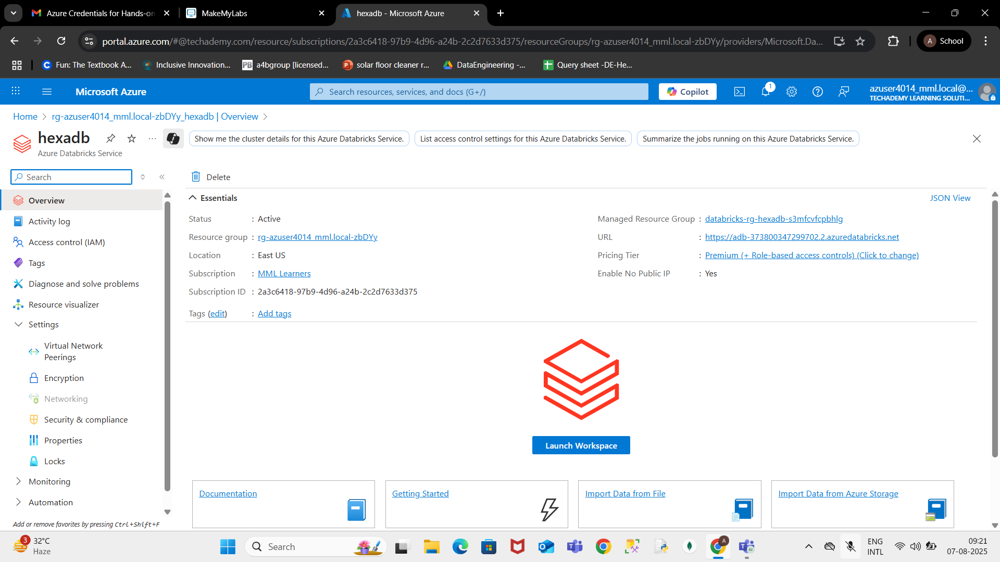 Azure Credentials for Hands-on
MakeMyLabs
hexadb - Microsoft Azure
portal.azure.com/#@techademy.com/resource/subscriptions/2a3c6418-97b9-4d96-a24b-2c2d7633d375/resourceGroups/rg-azuser4014_mml.local-zbDYy/providers/Microsoft.Da...
A School
C Fun: The Textbook A...
Inclusive Innovation...
PB a4bgroup [licensed...
solar floor cleaner r...
DataEngineering -...
Query sheet -DE-He...
Microsoft Azure
Search resources, services, and docs (G+/)
Copilot
1
azuser4014_mml.local@...
TECHADEMY LEARNING SOLUTI...
Home > rg-azuser4014_mml.local-zbDYy_hexadb | Overview >
hexadb
Azure Databricks Service
Show me the cluster details for this Azure Databricks Service.
List access control settings for this Azure Databricks Service.
Summarize the jobs running on this Azure Databricks Service.
Search
Overview
Activity log
Access control (IAM)
Tags
Diagnose and solve problems
Resource visualizer
Settings
Virtual Network
Peerings
Encryption
Networking
Security & compliance
Properties
Locks
Monitoring
Automation
Add or remove favorites by pressing Ctrl+Shift+F
Delete
Essentials
JSON View
Status : Active
Resource group : rg-azuser4014_mml.local-zbDYy
Location : East US
Subscription : MML Learners
Subscription ID : 2a3c6418-97b9-4d96-a24b-2c2d7633d375
Tags (edit) : Add tags
Managed Resource Group : databricks-rg-hexadb-s3mfcvfcpbhlg
URL : https://adb-373800347299702.2.azuredatabricks.net
Pricing Tier : Premium (+ Role-based access controls) (Click to change)
Enable No Public IP : Yes
Launch Workspace
Documentation
Getting Started
Import Data from File
Import Data from Azure Storage
3
32°C
Haze
Search
ENG
INTL
09:21
07-08-2025